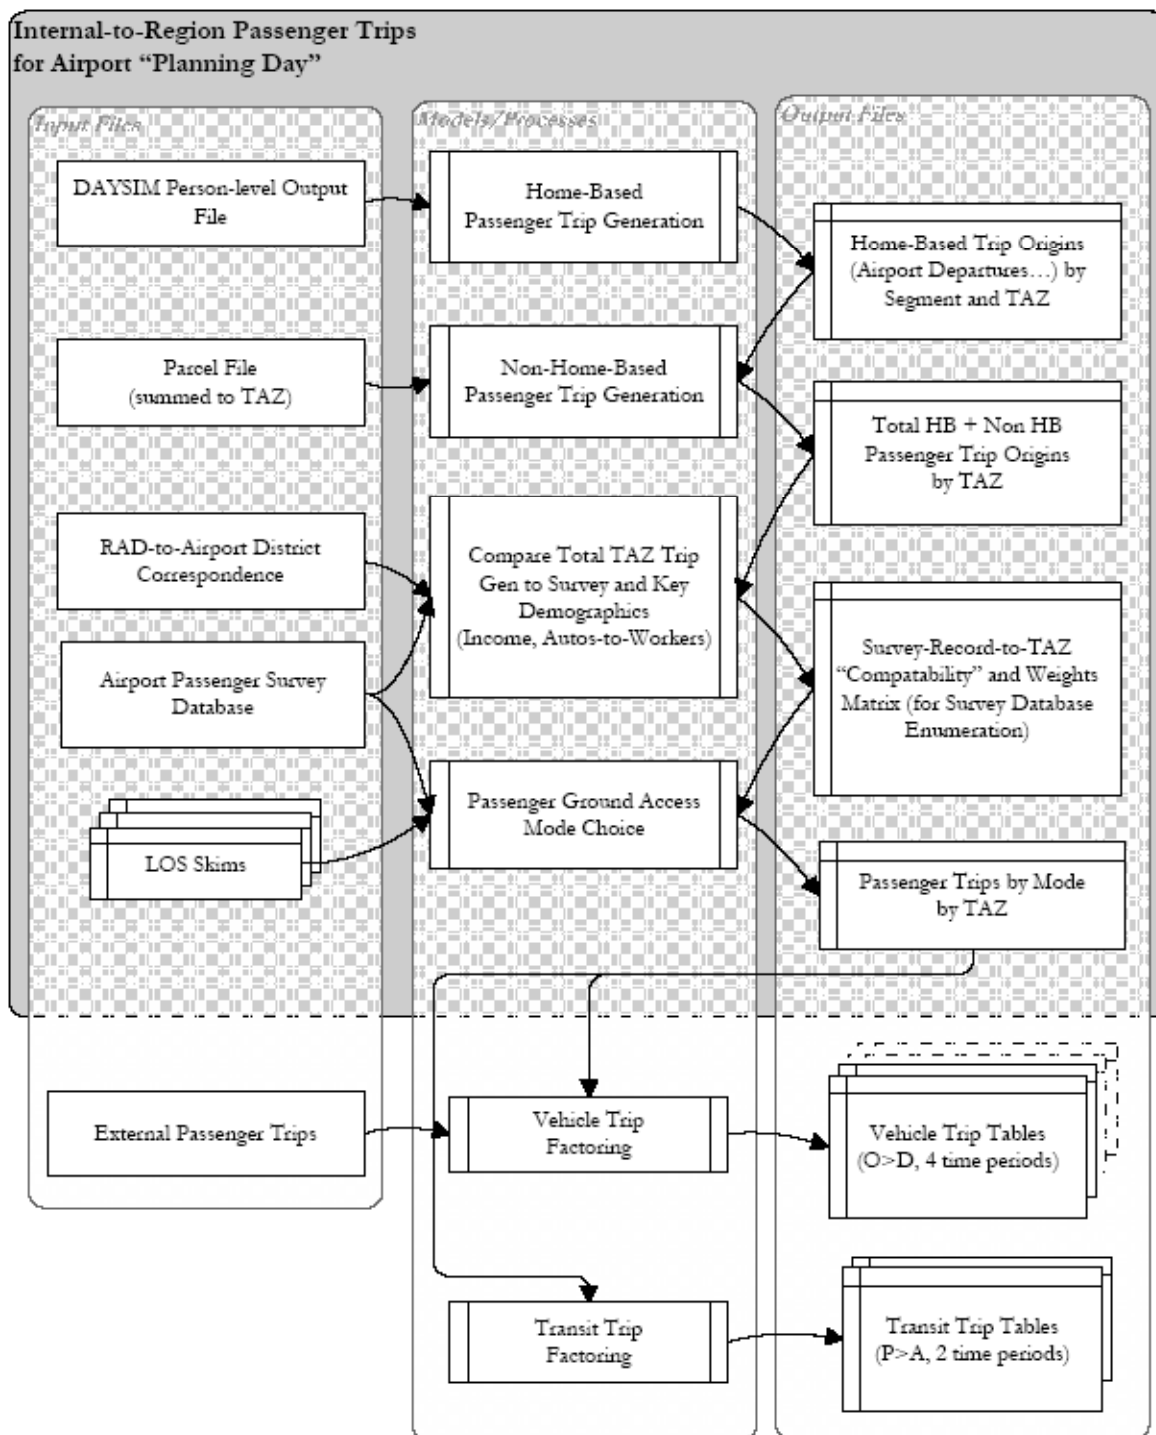 Internal-to-Region Passenger Trips
for Airport “Planning Day”
Input Files
Models/Processes
Output Files
DAYSIM Person-level Output
File
Home-Based
Passenger Trip Generation
Home-Based Trip Origins
(Airport Departures…) by
Segment and TAZ
Parcel File
(summed to TAZ)
Non-Home-Based
Passenger Trip Generation
Total HB + Non HB
Passenger Trip Origins
by TAZ
RAD-to-Airport District
Correspondence
Compare Total TAZ Trip
Gen to Survey and Key
Demographics
(Income, Autos-to-Workers)
Airport Passenger Survey
Database
Survey-Record-to-TAZ
“Compatability” and Weights
Matrix (for Survey Database
Enumeration)
Passenger Ground Access
Mode Choice
LOS Skims
Passenger Trips by Mode
by TAZ
External Passenger Trips
Vehicle Trip
Factoring
Vehicle Trip Tables
(O>D, 4 time periods)
Transit Trip
Factoring
Transit Trip Tables
(P>A, 2 time periods)